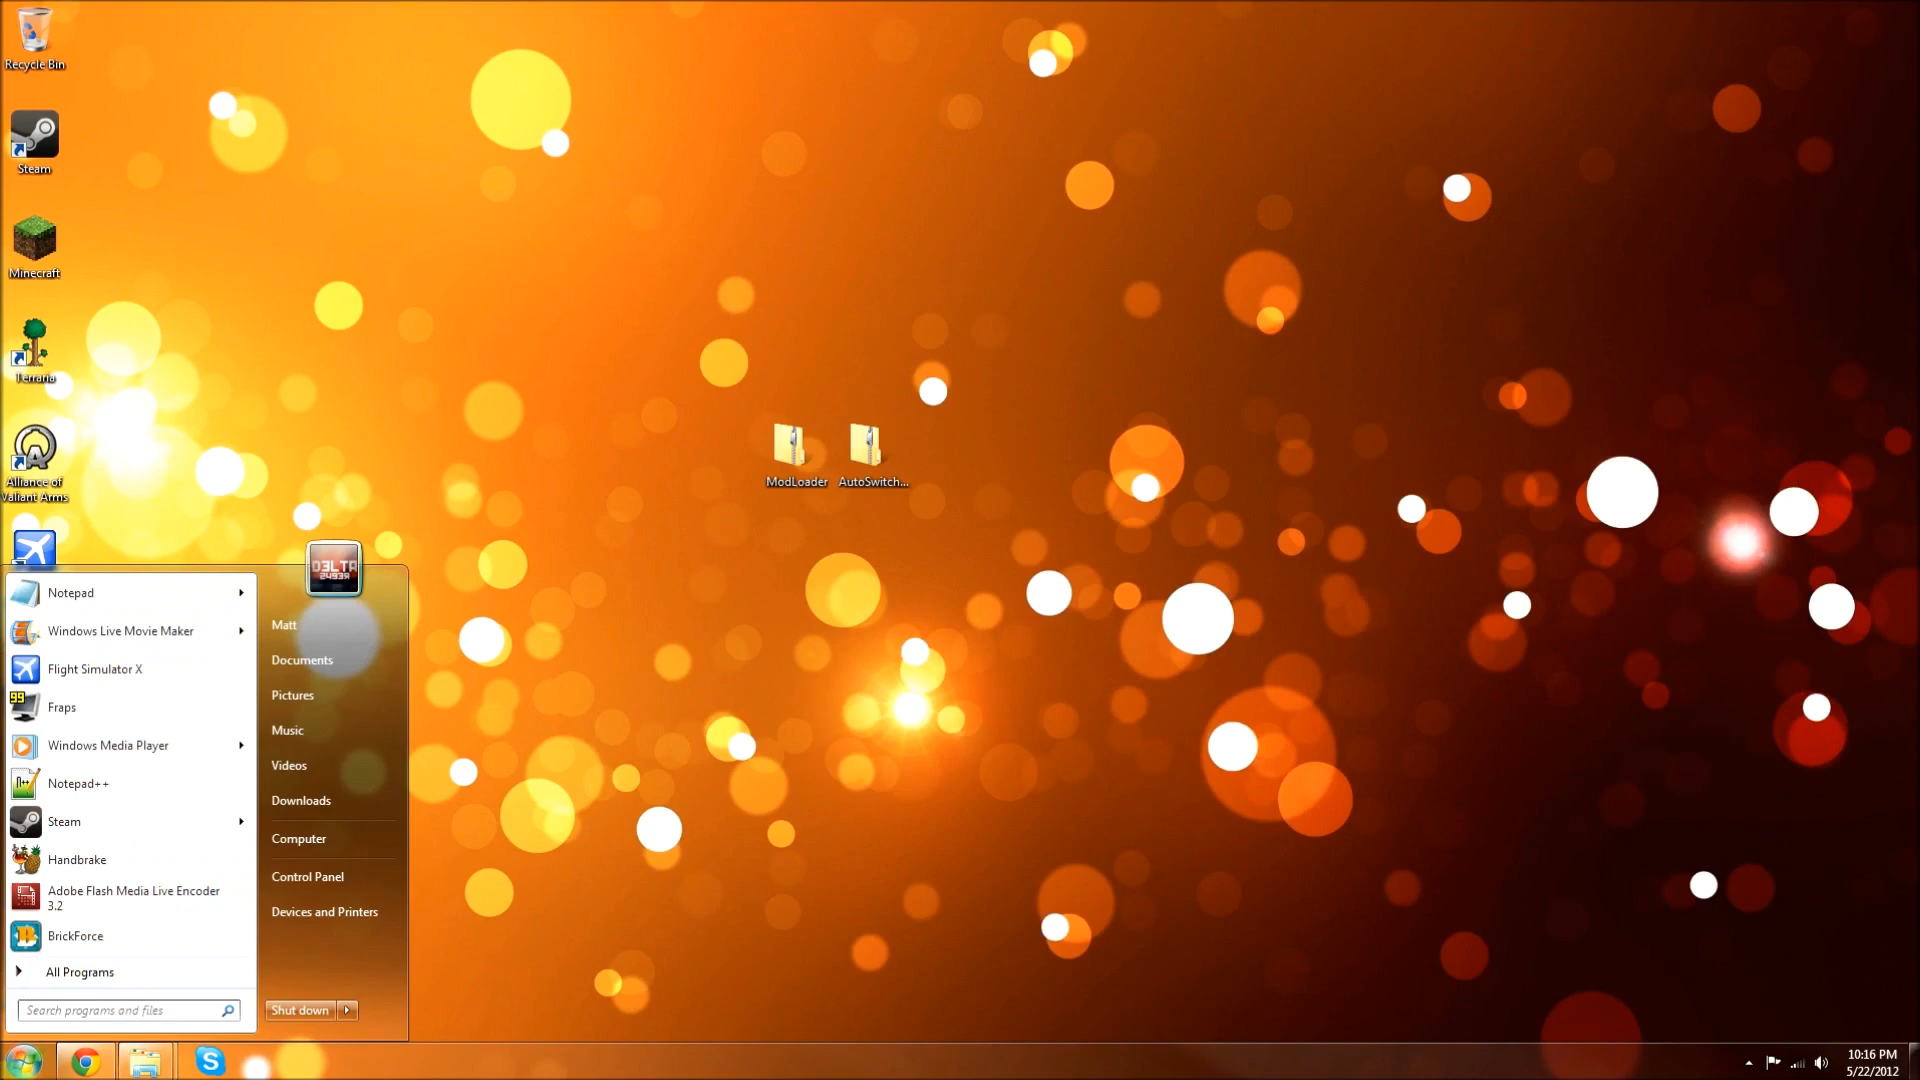 Recycle Bin
Steam
Minecraft
Terraria
Alliance of
Valiant Arms
ModLoader
AutoSwitch...
D3LTA
Notepad
Windows Live Movie Maker
Flight Simulator X
99
Fraps
Windows Media Player
Notepad++
Steam
Handbrake
Adobe Flash Media Live Encoder
3.2
BrickForce
All Programs
Search programs and files
Matt
Documents
Pictures
Music
Videos
Downloads
Computer
Control Panel
Devices and Printers
Shut down
10:16 PM
5/22/2012